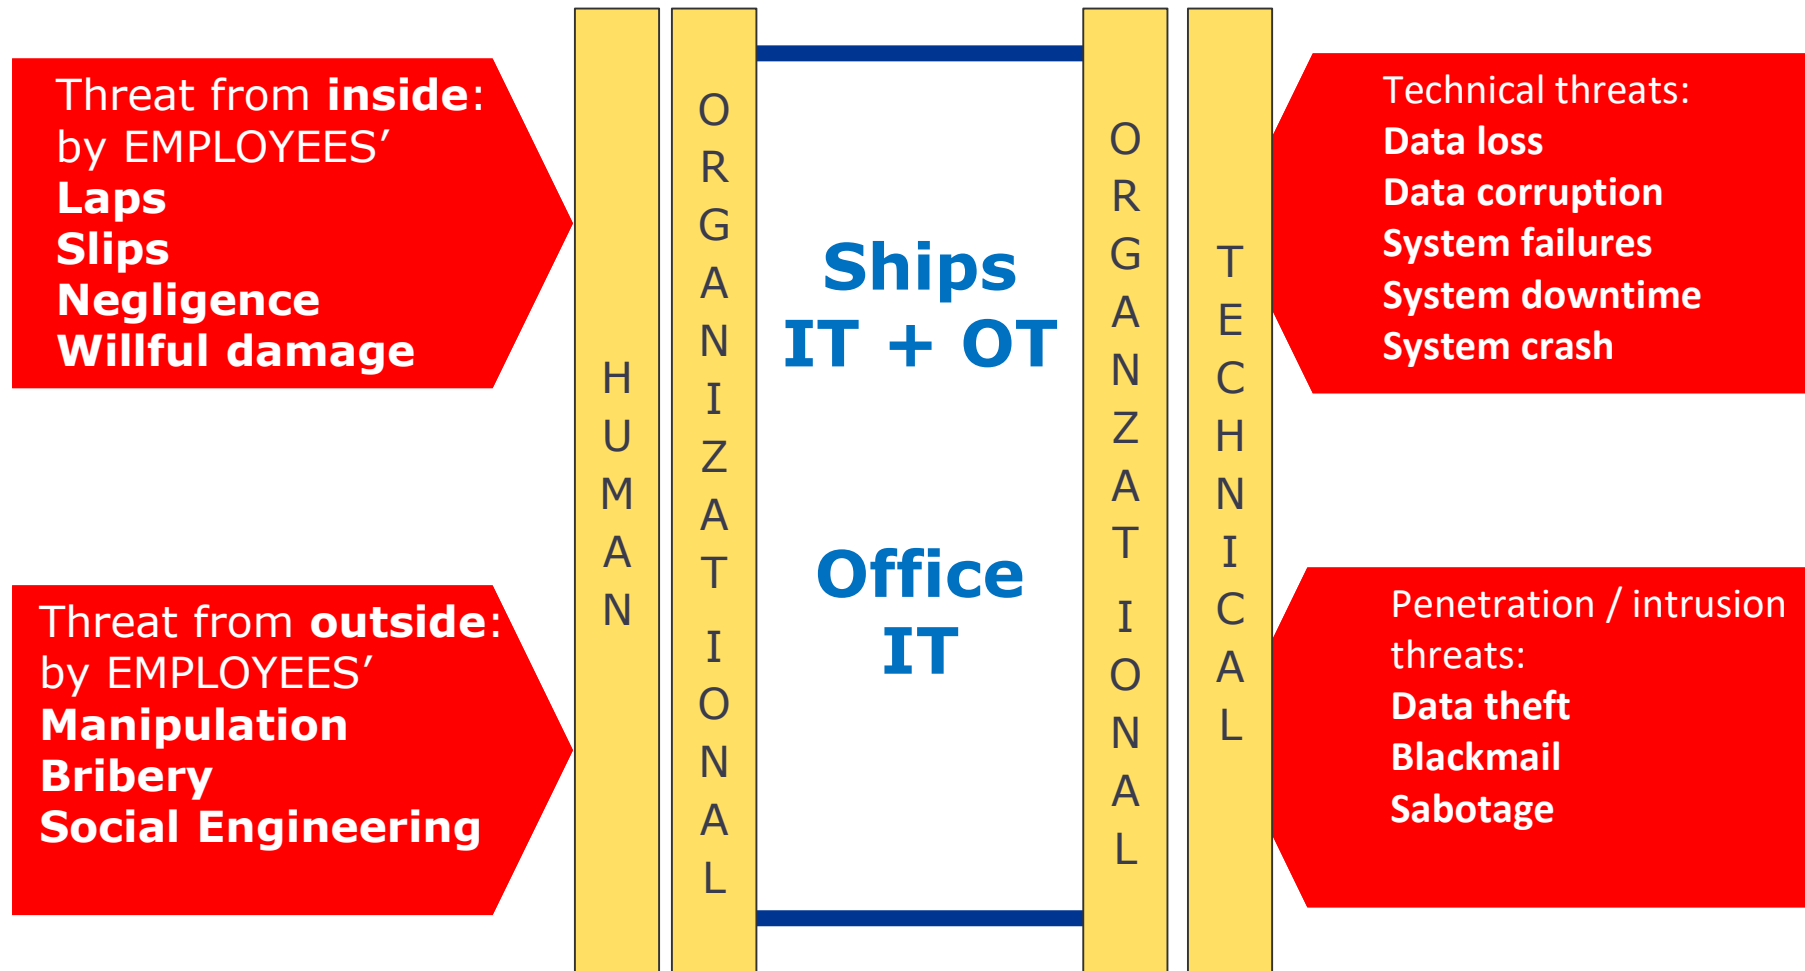 Threat from inside:
by EMPLOYEES’
Laps
Slips
Negligence
Willful damage
Threat from outside:
by EMPLOYEES’
Manipulation
Bribery
Social Engineering
HUMAN
ORGANIZATIONAL
Ships
IT + OT
Office
IT
ORGANZATIONAL
TECHNICAL
Technical threats:
Data loss
Data corruption
System failures
System downtime
System crash
Penetration / intrusion
threats:
Data theft
Blackmail
Sabotage